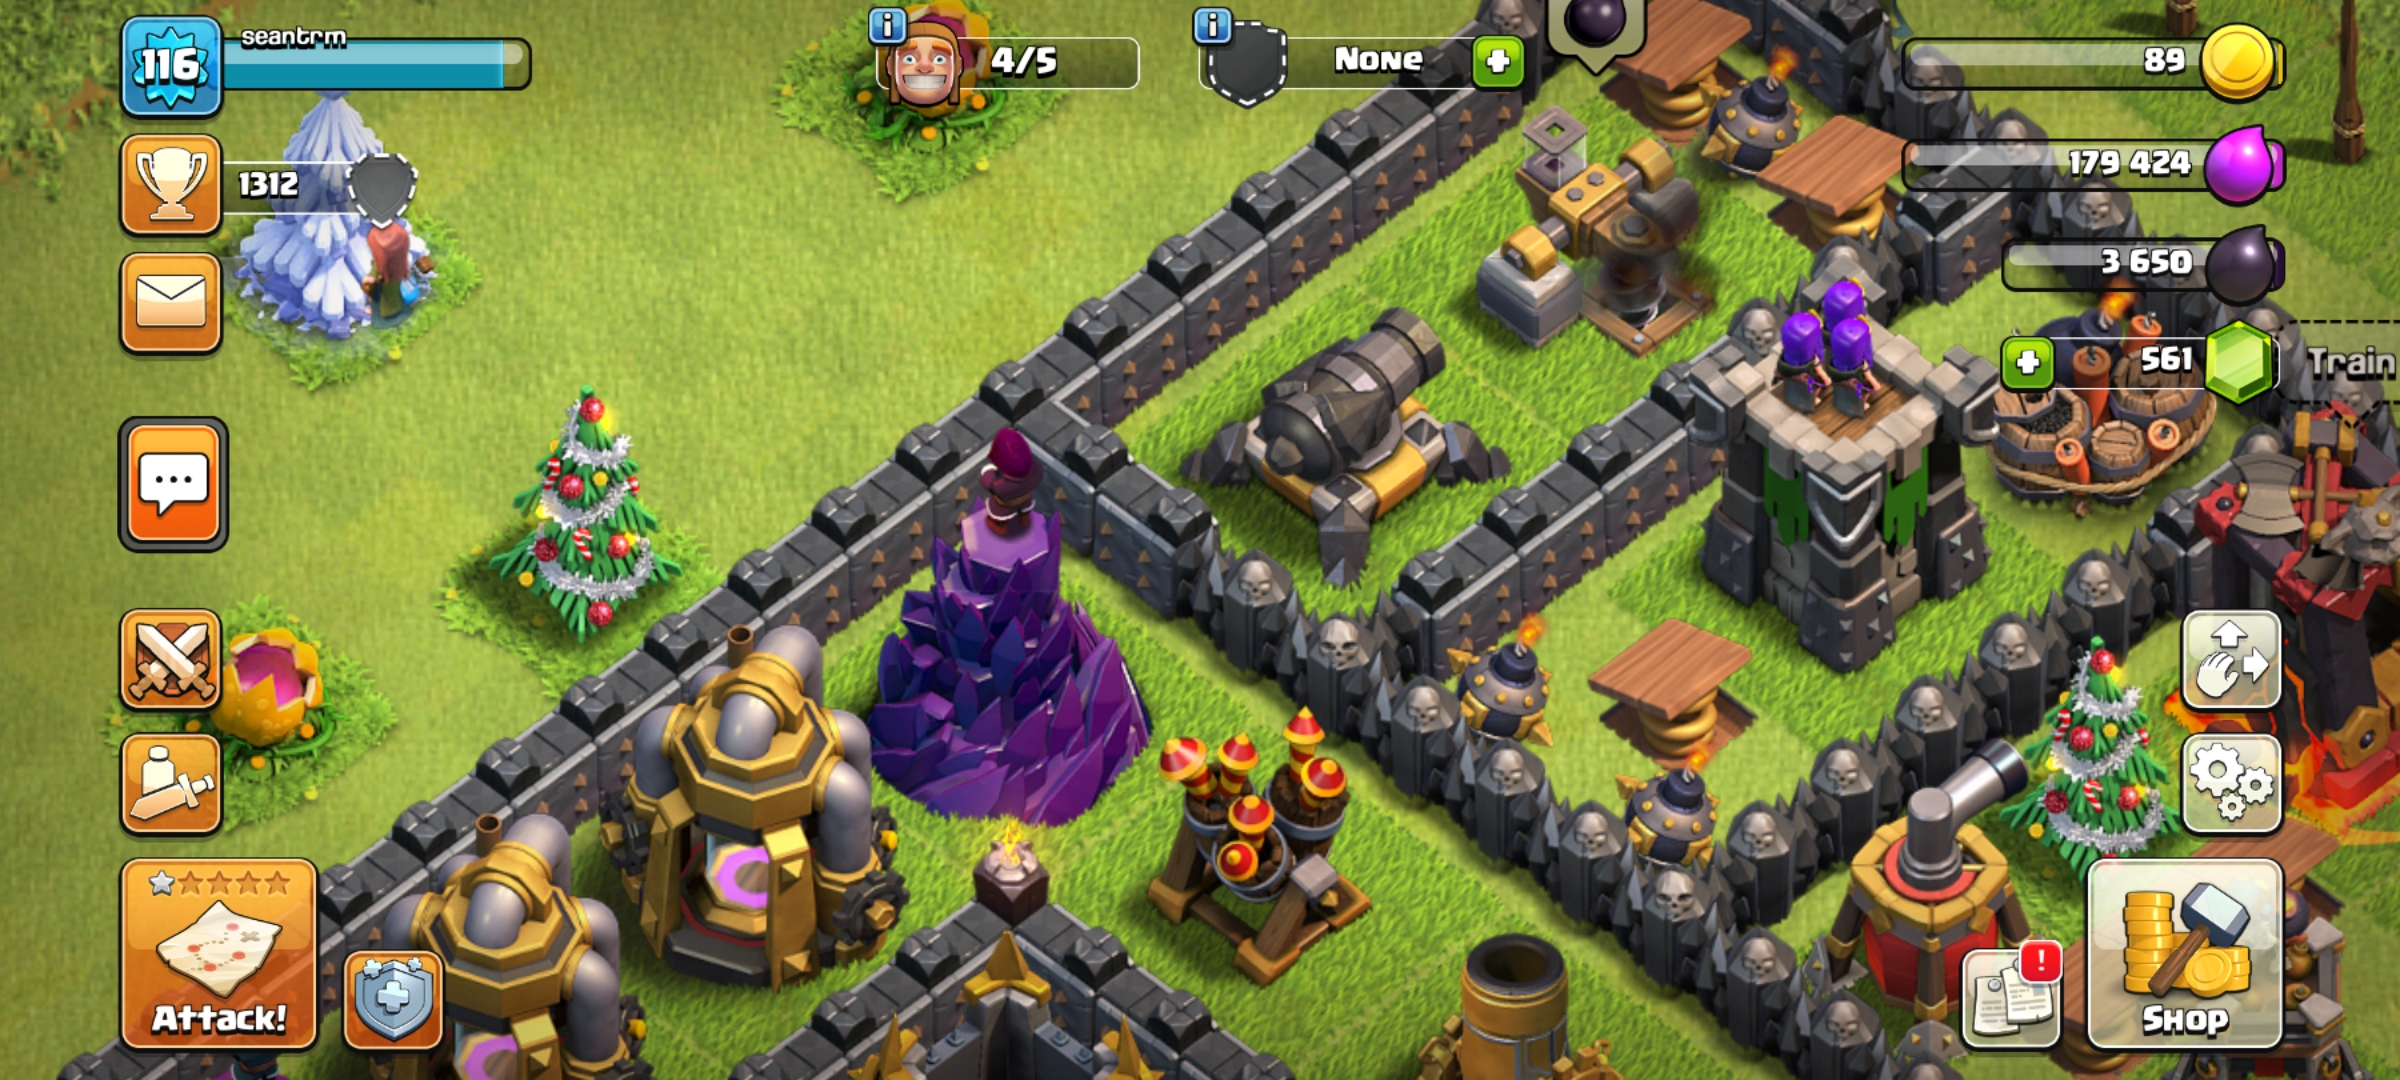 116
seantrm
4/5
None
89
1312
179 424
3 650
561
Train
Attack!
Shop